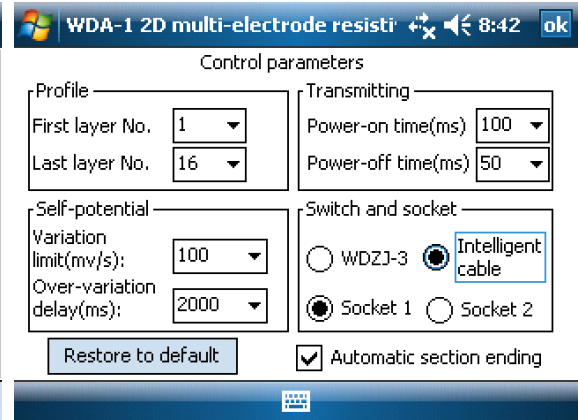 WDA-1 2D multi-electrode resisti 8:42 ok
Control parameters
Profile
First layer No. 1
Last layer No. 16
Transmitting
Power-on time(ms) 100
Power-off time(ms) 50
Self-potential
Variation
limit(mv/s): 100
Over-variation
delay(ms): 2000
Switch and socket
WDZJ-3
Intelligent
cable
Socket 1
Socket 2
Restore to default
Automatic section ending